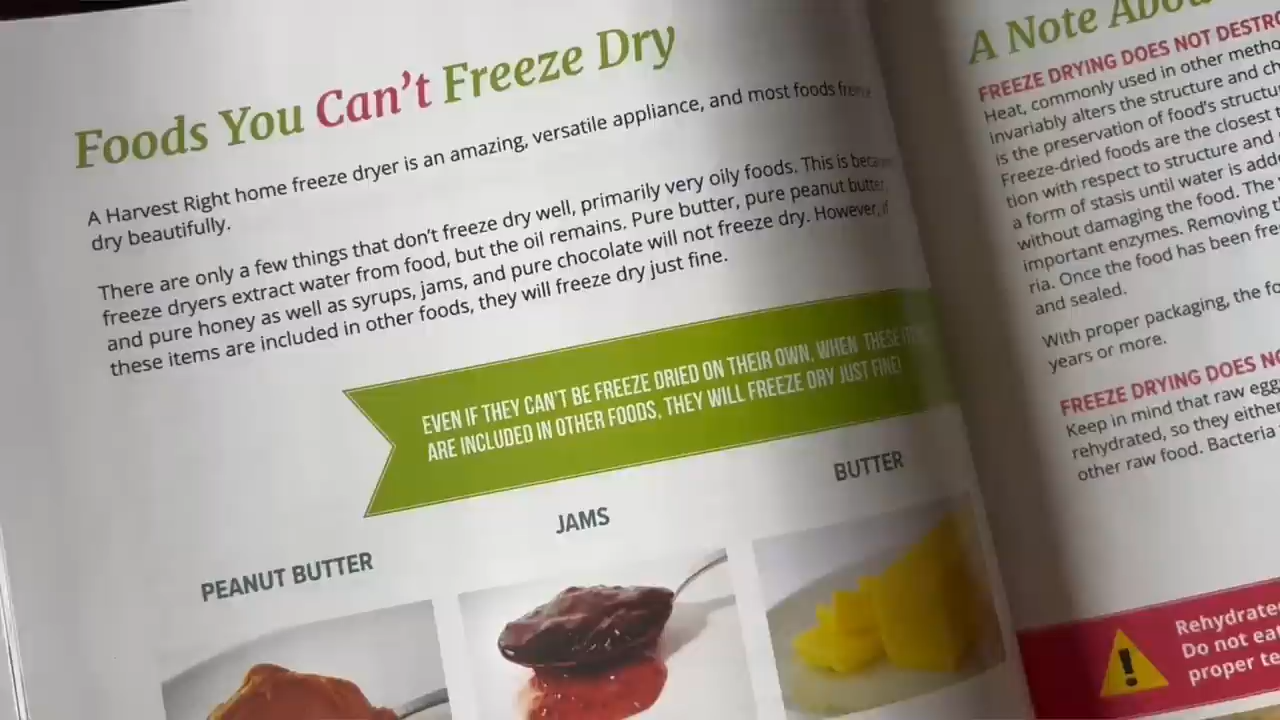 Foods You Can't Freeze Dry
A Harvest Right home freeze dryer is an amazing, versatile appliance, and most foods freeze
dry beautifully.
There are only a few things that don't freeze dry well, primarily very oily foods. This is because
freeze dryers extract water from food, but the oil remains. Pure butter, pure peanut butter,
and pure honey as well as syrups, jams, and pure chocolate will not freeze dry. However, if
these items are included in other foods, they will freeze dry just fine.
EVEN IF THEY CAN'T BE FREEZE DRIED ON THEIR OWN, WHEN THESE
ARE INCLUDED IN OTHER FOODS, THEY WILL FREEZE DRY JUST FINE!
PEANUT BUTTER
JAMS
BUTTER
A Note Abou
FREEZE DRYING DOES NOT DESTRO
Heat, commonly used in other metho
invariably alters the structure and ch
is the preservation of food's structu
Freeze-dried foods are the closest t
tion with respect to structure and
a form of stasis until water is adde
without damaging the food. The
important enzymes. Removing t
ria. Once the food has been fre
and sealed.
With proper packaging, the fo
years or more.
FREEZE DRYING DOES NO
Keep in mind that raw egg
rehydrated, so they either
other raw food. Bacteria
Rehydrate
Do not ea
proper te